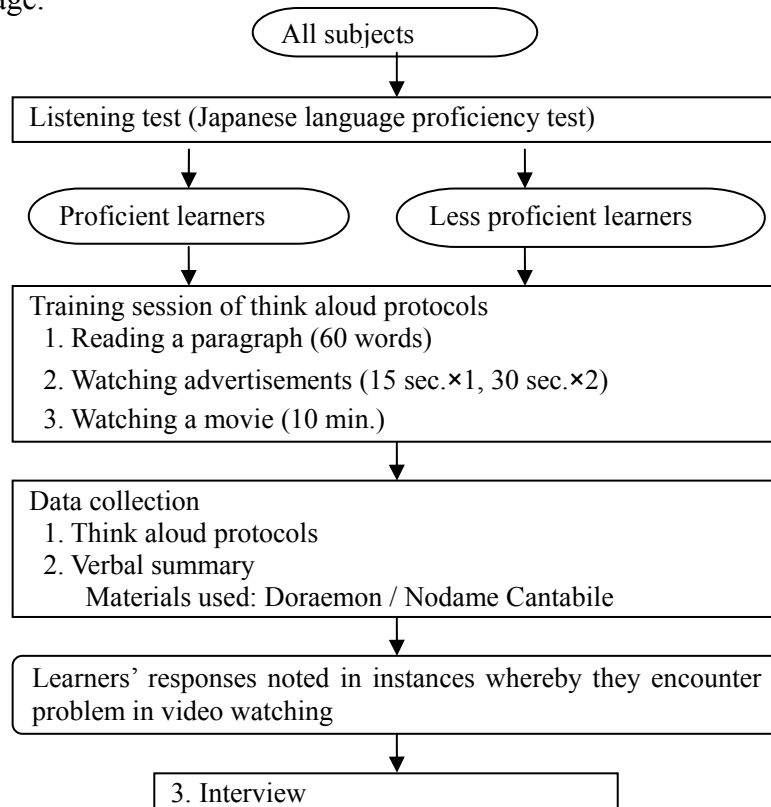 age.
All subjects
Listening test (Japanese language proficiency test)
Proficient learners
Less proficient learners
Training session of think aloud protocols
1. Reading a paragraph (60 words)
2. Watching advertisements (15 sec.×1, 30 sec.×2)
3. Watching a movie (10 min.)
Data collection
1. Think aloud protocols
2. Verbal summary
Materials used: Doraemon / Nodame Cantabile
Learners’ responses noted in instances whereby they encounter
problem in video watching
3. Interview